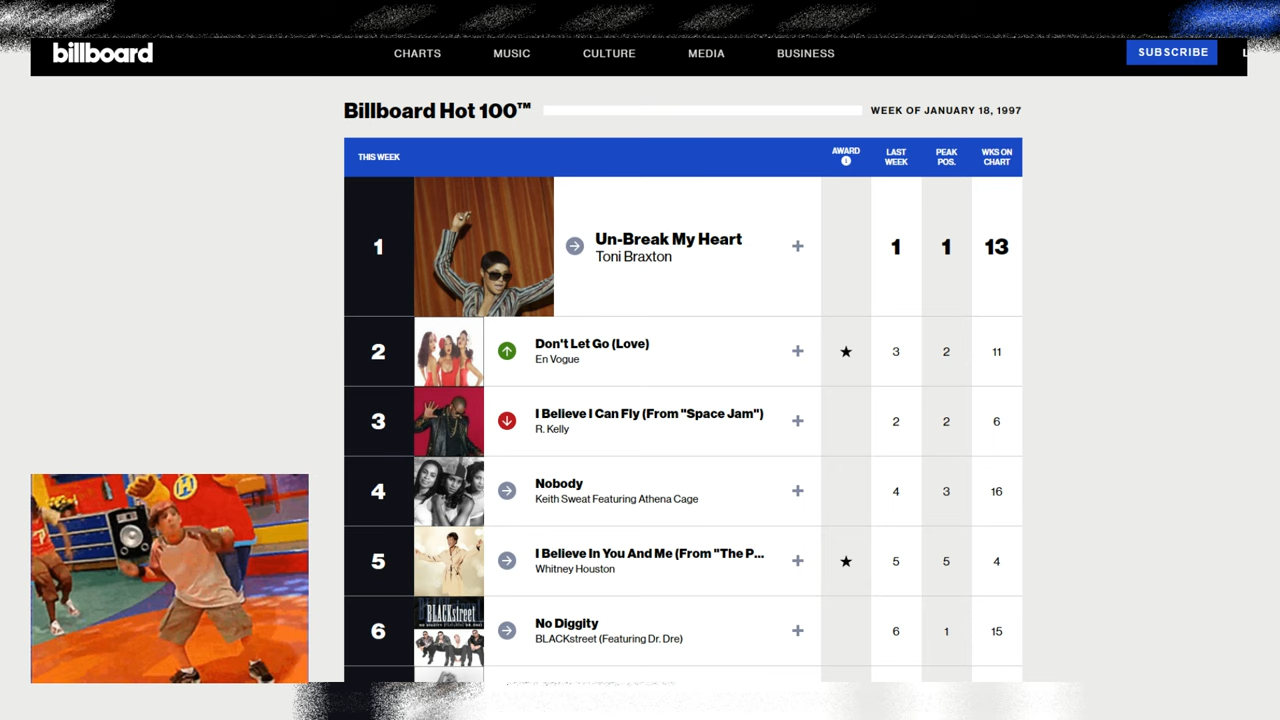 billboard
CHARTS MUSIC CULTURE MEDIA BUSINESS
SUBSCRIBE
Billboard Hot 100™
WEEK OF JANUARY 18, 1997
THIS WEEK
AWARD
i
LAST
WEEK
PEAK
POS.
WKS ON
CHART
1
Un-Break My Heart
Toni Braxton
+ 1 1 13
2
Don't Let Go (Love)
En Vogue
+ ★ 3 2 11
3
I Believe I Can Fly (From "Space Jam")
R. Kelly
+ 2 2 6
4
Nobody
Keith Sweat Featuring Athena Cage
+ 4 3 16
5
I Believe In You And Me (From "The P...
Whitney Houston
+ ★ 5 5 4
6
BLACKstreet
No Diggity
BLACKstreet (Featuring Dr. Dre)
+ 6 1 15
H